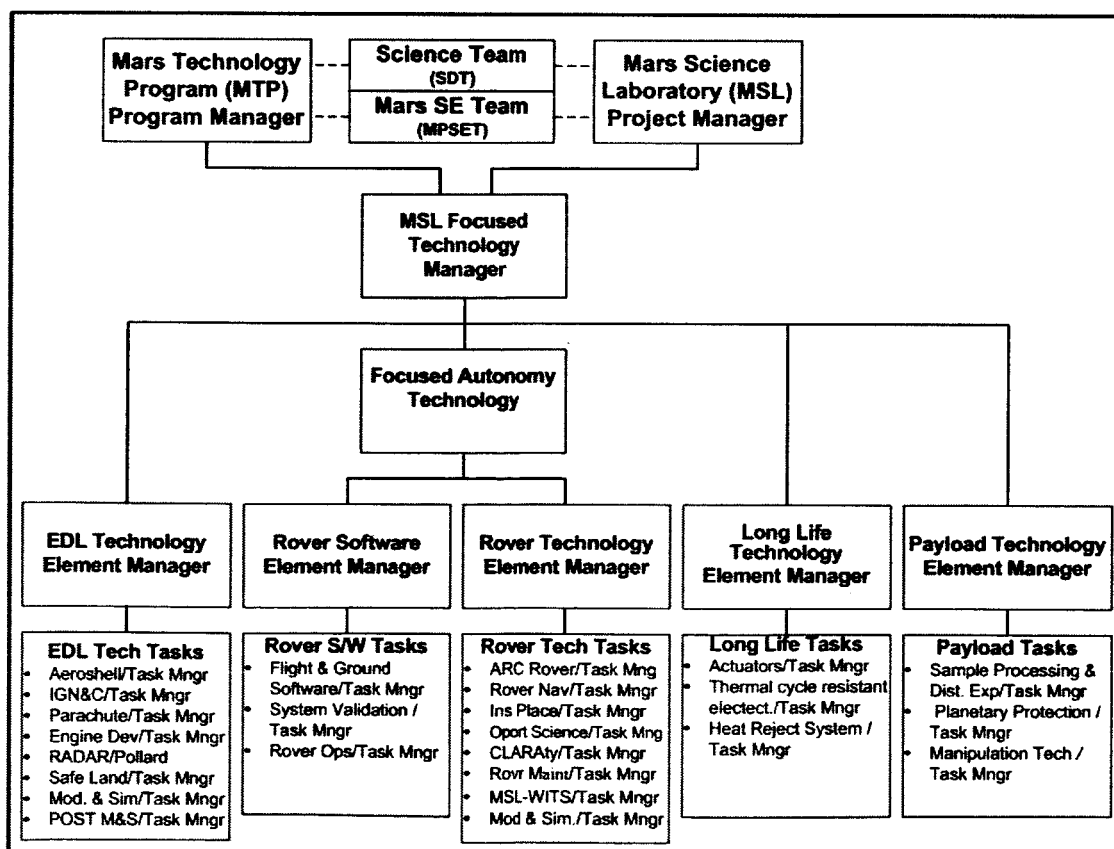 Mars Technology
Program (MTP)
Program Manager
Science Team
(SDT)
Mars SE Team
(MPSET)
Mars Science
Laboratory (MSL)
Project Manager
MSL Focused
Technology
Manager
Focused Autonomy
Technology
EDL Technology
Element Manager
Rover Software
Element Manager
Rover Technology
Element Manager
Long Life
Technology
Element Manager
Payload Technology
Element Manager
EDL Tech Tasks
• Aeroshell/Task Mngr
• IGN&C/Task Mngr
• Parachute/Task Mngr
• Engine Dev/Task Mngr
• RADAR/Pollard
• Safe Land/Task Mngr
• Mod. & Sim/Task Mngr
• POST M&S/Task Mngr
Rover S/W Tasks
• Flight & Ground
Software/Task Mngr
• System Validation /
Task Mngr
• Rover Ops/Task Mngr
Rover Tech Tasks
• ARC Rover/Task Mng
• Rover Nav/Task Mngr
• Ins Place/Task Mngr
• Oport Science/Task Mng
• CLARAty/Task Mngr
• Rovr Maint/Task Mngr
• MSL-WITS/Task Mngr
• Mod & Sim./Task Mngr
Long Life Tasks
• Actuators/Task Mngr
• Thermal cycle resistant
electect./Task Mngr
• Heat Reject System /
Task Mngr
Payload Tasks
• Sample Processing &
Dist. Exp/Task Mngr
• Planetary Protection /
Task Mngr
• Manipulation Tech /
Task Mngr